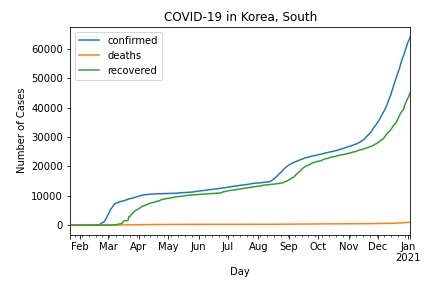 COVID-19 in Korea, South
confirmed
deaths
recovered
Number of Cases
60000
50000
40000
30000
20000
10000
0
Feb Mar Apr May Jun Jul Aug Sep Oct Nov Dec Jan
2021
Day